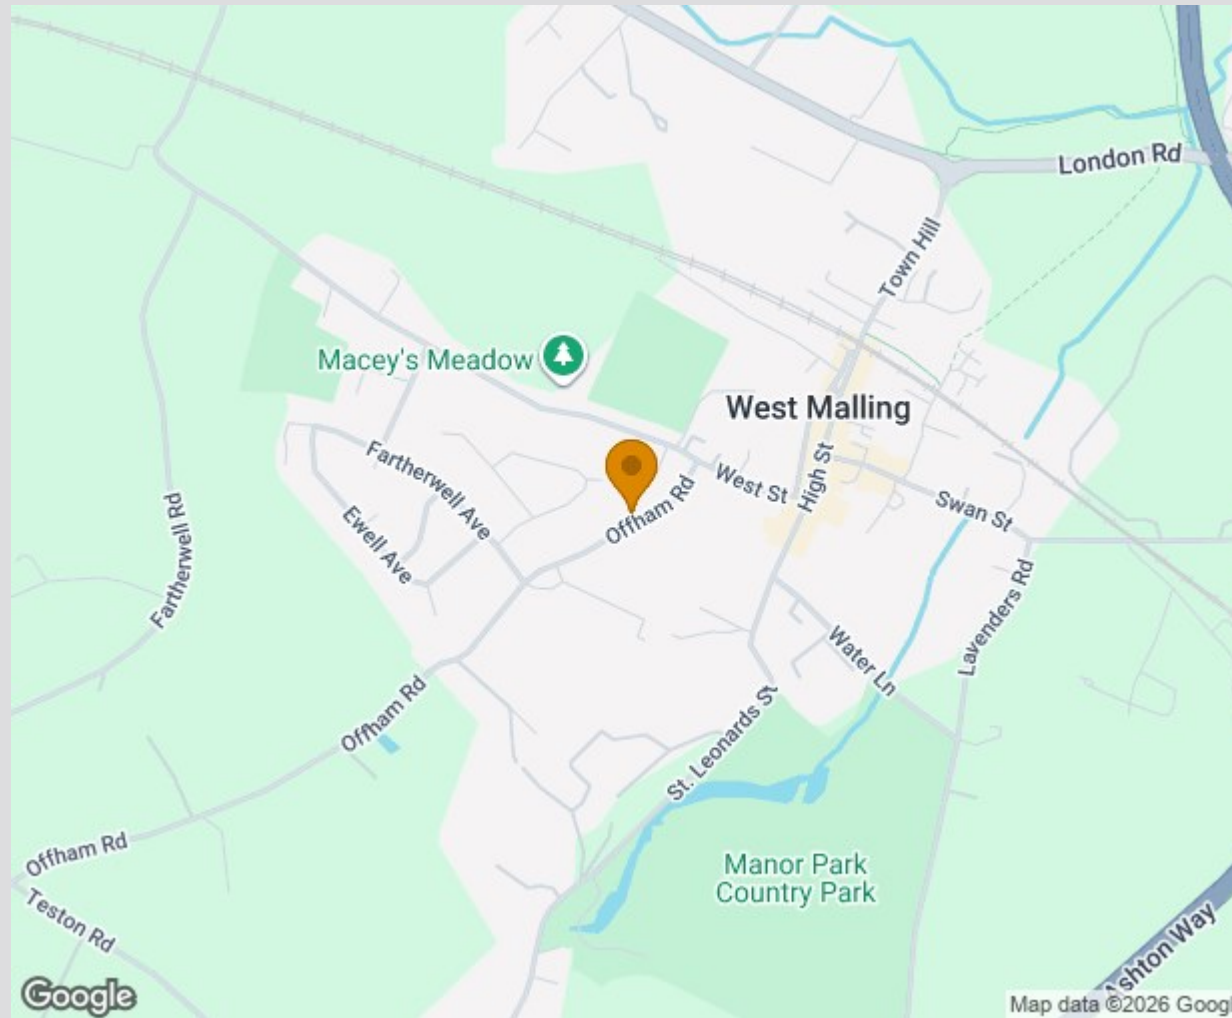 London Rd
Town Hill
Macey's Meadow
West Malling
Fartherwell Ave
West St
High St
Swan St
Ewell Ave
Offham Rd
Fartherwell Rd
Lavenders Rd
Water Ln
Offham Rd
St. Leonards St
Offham Rd
Manor Park
Country Park
Teston Rd
Ashton Way
Google
Map data ©2026 Googl